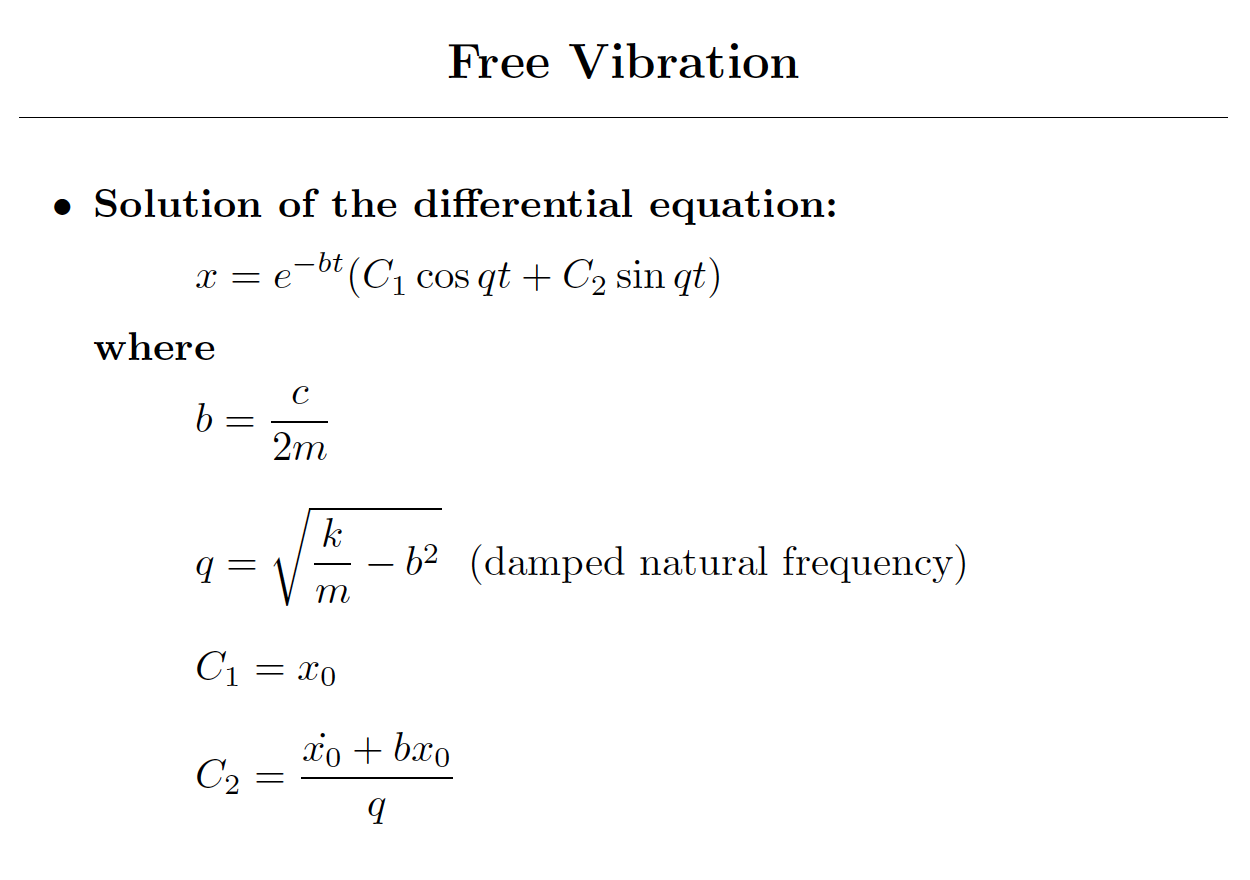 Free Vibration
• Solution of the differential equation:
x = e^{-bt}(C_1 cos qt + C_2 sin qt)
where
b = \frac{c}{2m}
q = \sqrt{\frac{k}{m} - b^2} (damped natural frequency)
C_1 = x_0
C_2 = \frac{\dot{x_0} + bx_0}{q}